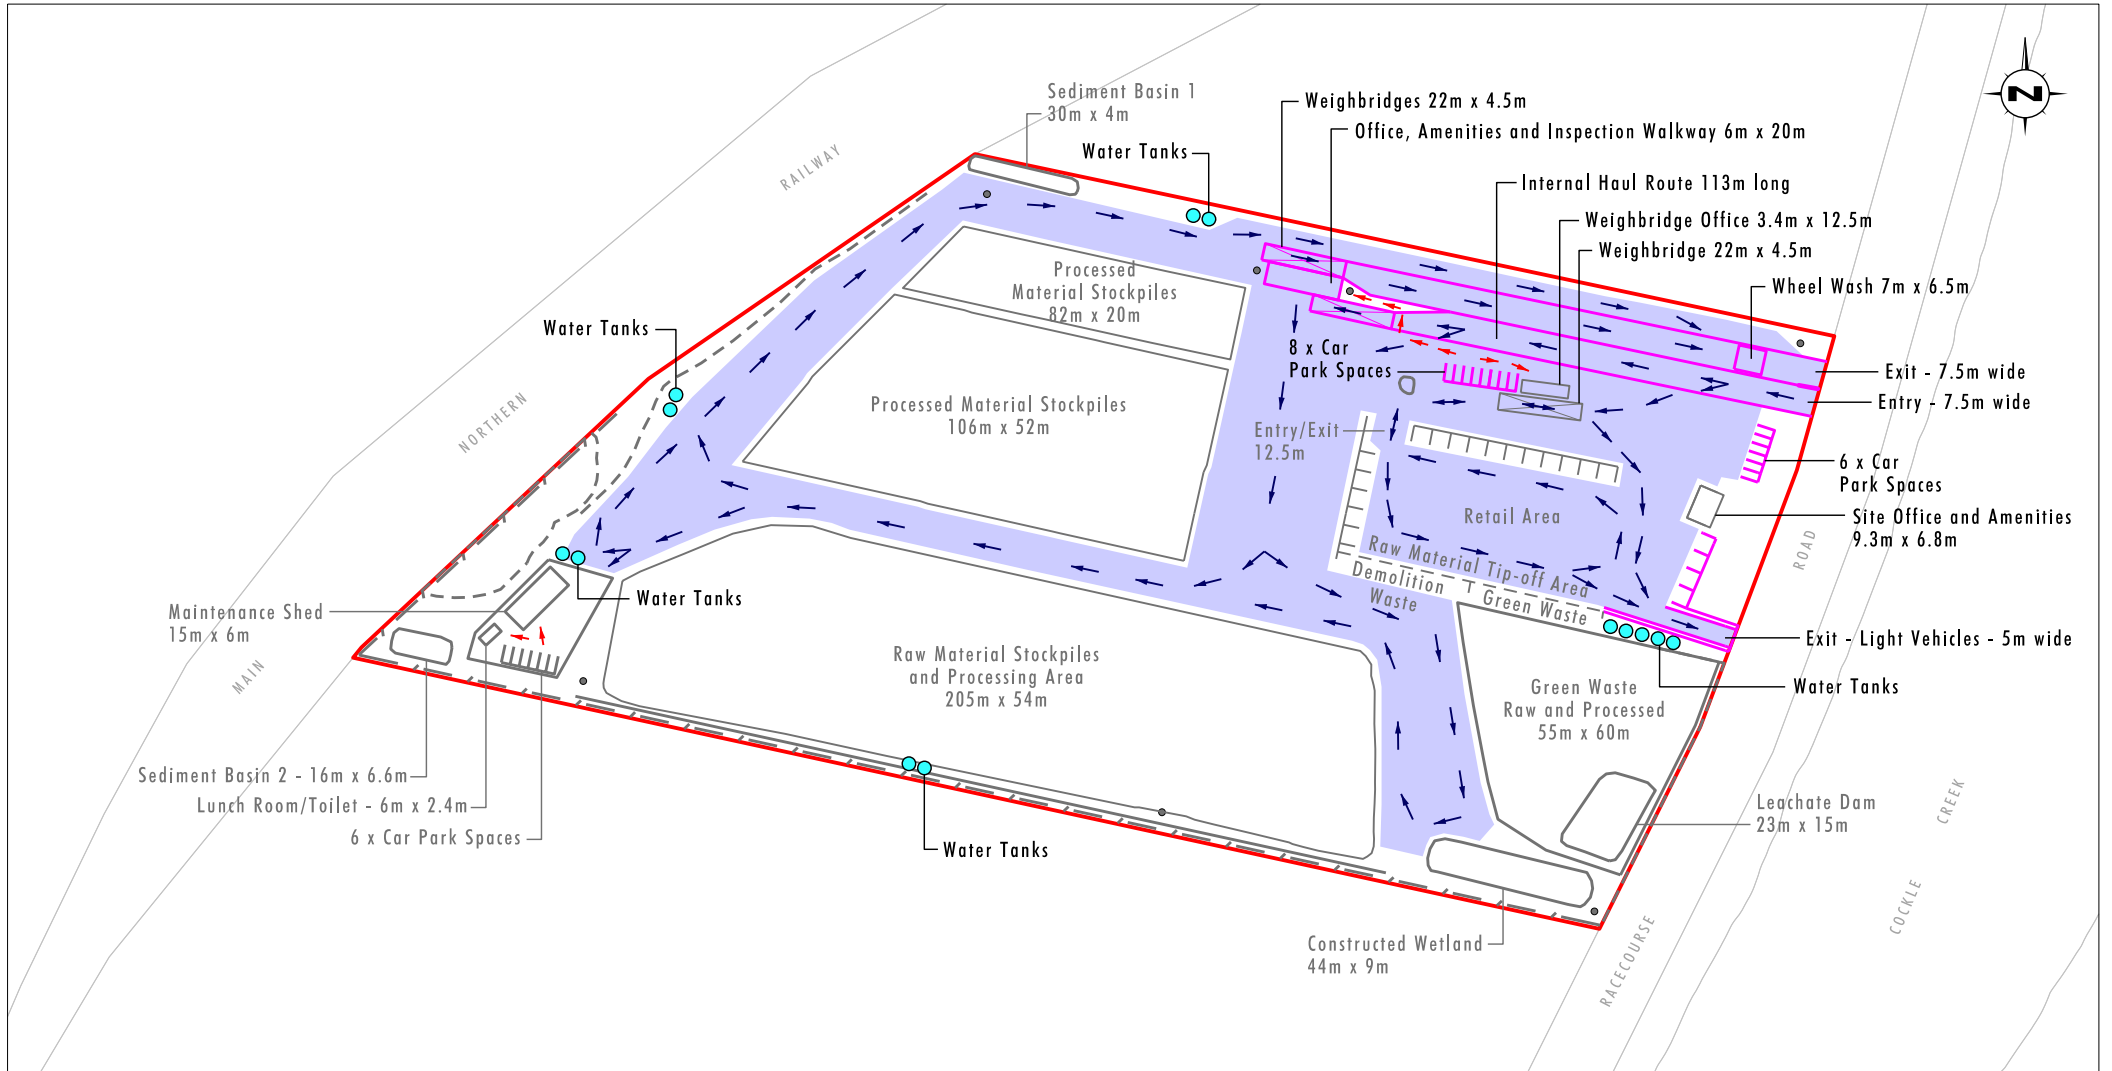 Sediment Basin 1
30m x 4m
Weighbridges 22m x 4.5m
Office, Amenities and Inspection Walkway 6m x 20m
Water Tanks
Internal Haul Route 113m long
Weighbridge Office 3.4m x 12.5m
Weighbridge 22m x 4.5m
Wheel Wash 7m x 6.5m
N
RAILWAY
Processed
Material Stockpiles
82m x 20m
Water Tanks
8 x Car
Park Spaces
Exit - 7.5m wide
Entry - 7.5m wide
NORTHERN
Processed Material Stockpiles
106m x 52m
Entry/Exit
12.5m
6 x Car
Park Spaces
Retail Area
Site Office and Amenities
9.3m x 6.8m
ROAD
Raw Material Tip-off Area
Demolition
Waste
Green Waste
Water Tanks
Maintenance Shed
15m x 6m
Exit - Light Vehicles - 5m wide
MAIN
Raw Material Stockpiles
and Processing Area
205m x 54m
Water Tanks
Green Waste
Raw and Processed
55m x 60m
Sediment Basin 2 - 16m x 6.6m
Lunch Room/Toilet - 6m x 2.4m
6 x Car Park Spaces
Water Tanks
Leachate Dam
23m x 15m
CREEK
COCKLE
Constructed Wetland
44m x 9m
RACECOURSE